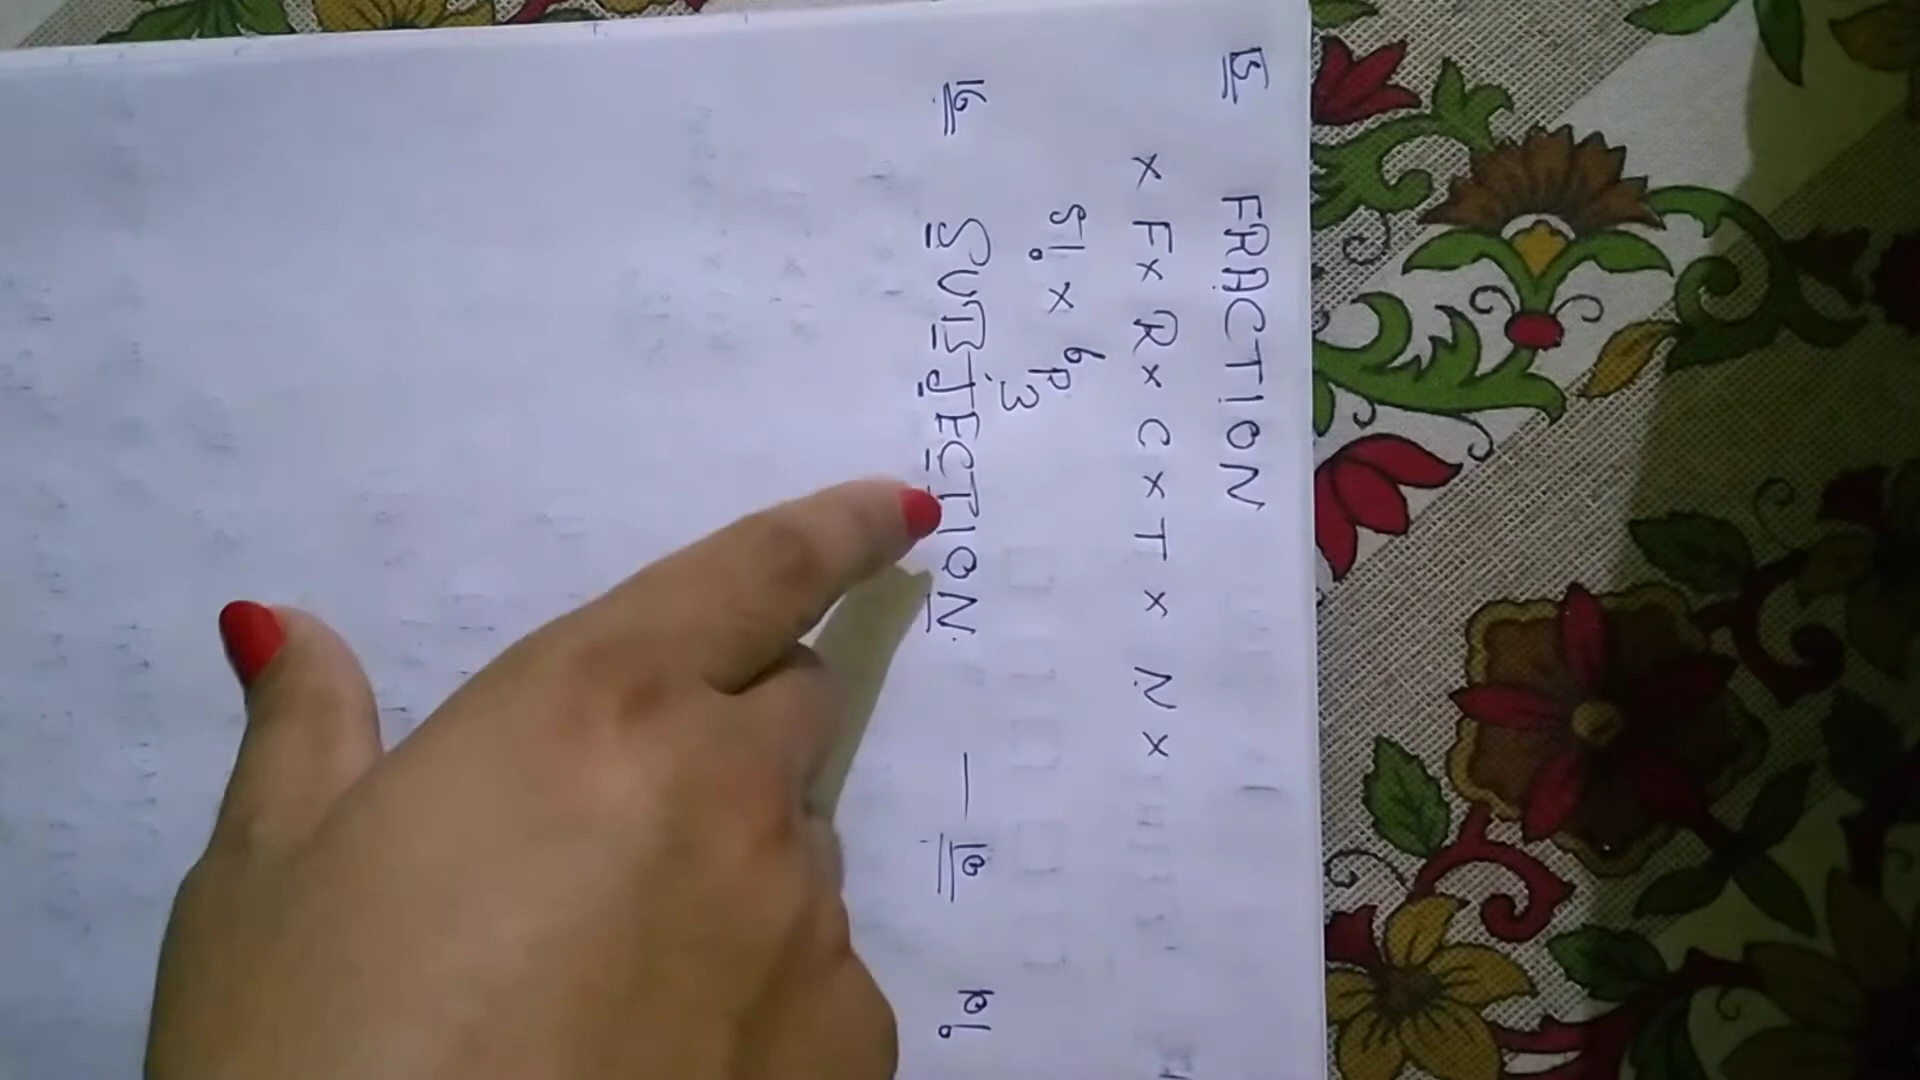 15 FRACTION
× F × R × C × T × N ×
5! × 6P3
16 SUBJECTION — 10 10!